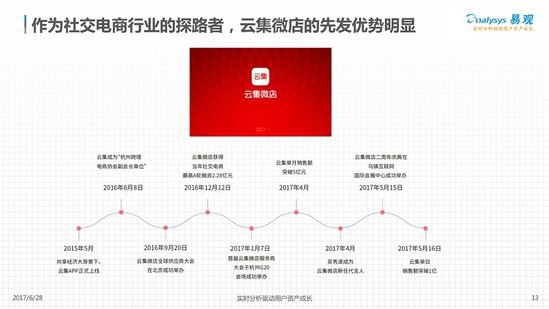 作为社交电商行业的探路者，云集微店的先发优势明显
analysys 易观
实时分析驱动用户资产成长
云集
云集微店
2017
云集成为“杭州跨境
电商协会副会长单位”
2016年6月8号
云集微店获得
当年社交电商
最高A轮融资2.28亿元
2016年12月12号
云集单月销售额
突破5亿元
2017年4月
云集微店二周年庆典在
乌镇互联网
国际会展中心成功举办
2017年5月15号
2015年5月
共享经济大背景下，
云集APP正式上线
2016年9月20号
云集微店全球供应商大会
在北京成功举办
2017年1月7号
首届云集微店服务商
大会于杭州G20
会场成功举办
2017年4月
吴秀波成为
云集微店新任代言人
2017年5月16号
云集单日
销售额突破1亿
2017/6/28
实时分析驱动用户资产成长
13